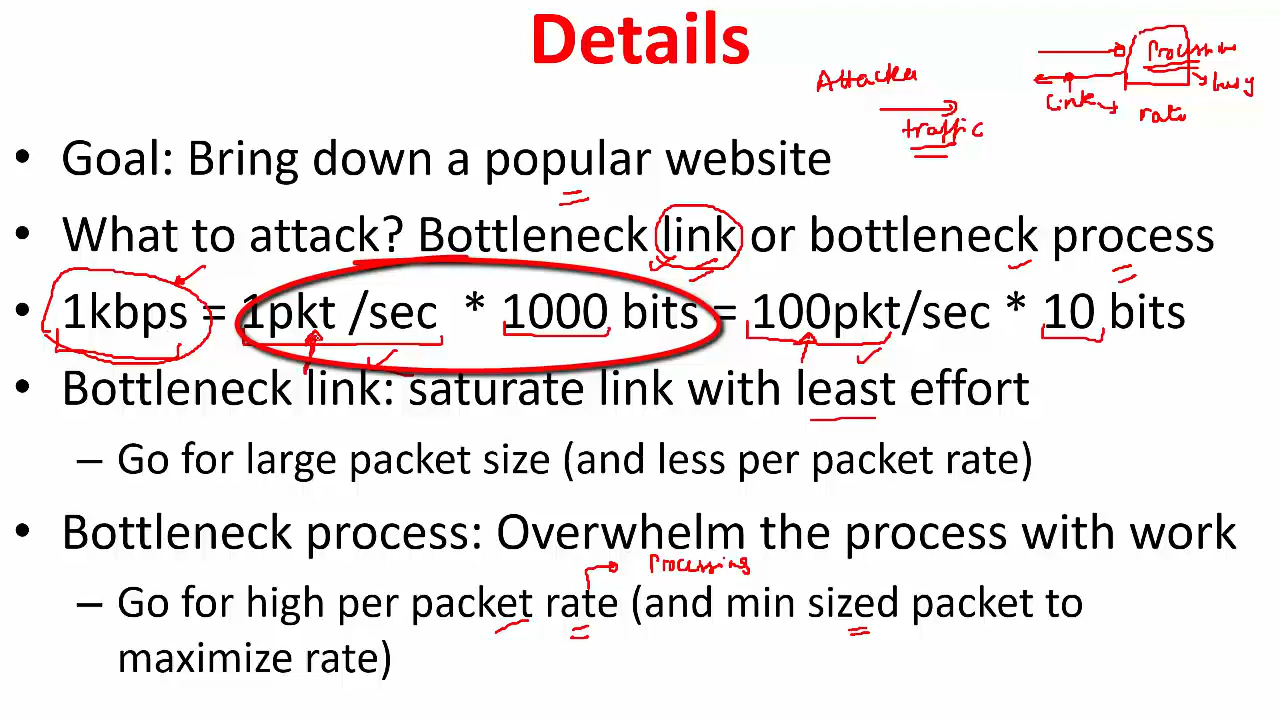 Details
Attacker
traffic
Processing
busy
link
rate
• Goal: Bring down a popular website
• What to attack? Bottleneck link or bottleneck process
• 1kbps = 1pkt /sec * 1000 bits = 100pkt/sec * 10 bits
• Bottleneck link: saturate link with least effort
– Go for large packet size (and less per packet rate)
• Bottleneck process: Overwhelm the process with work
Processing
– Go for high per packet rate (and min sized packet to
maximize rate)